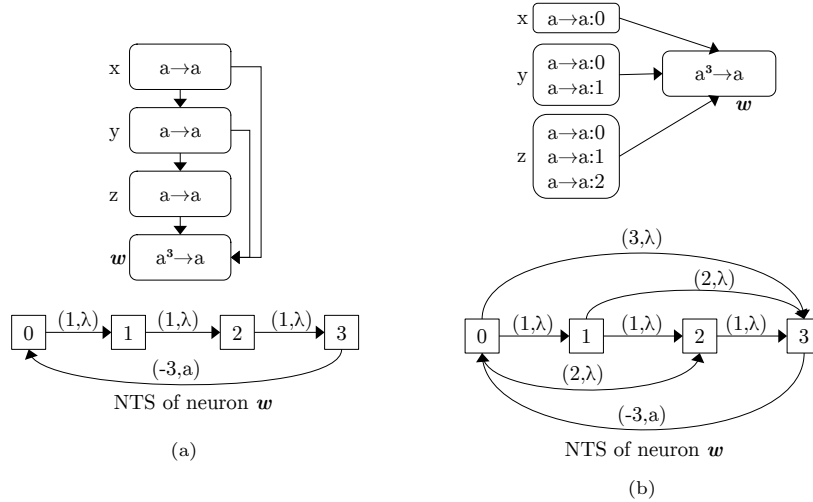 x
a→a
y
a→a
z
a→a
w
a³→a
0
(1,λ)
1
(1,λ)
2
(1,λ)
3
(-3,a)
NTS of neuron w
(a)
x
a→a:0
y
a→a:0
a→a:1
z
a→a:0
a→a:1
a→a:2
a³→a
w
(3,λ)
(2,λ)
0
(1,λ)
1
(1,λ)
2
(1,λ)
3
(2,λ)
(-3,a)
NTS of neuron w
(b)